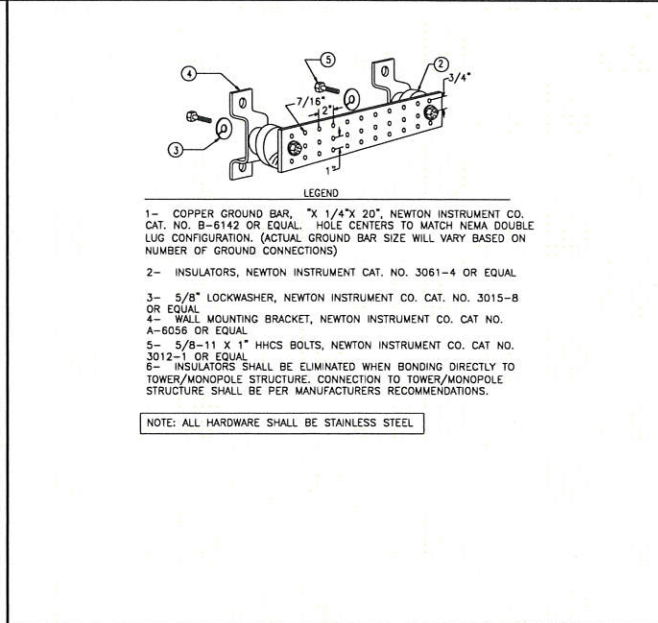 5
4
2
3/4"
7/16"
2"
3
1"
LEGEND
1- COPPER GROUND BAR, "X 1/4"X 20", NEWTON INSTRUMENT CO.
CAT. NO. B-6142 OR EQUAL. HOLE CENTERS TO MATCH NEMA DOUBLE
LUG CONFIGURATION. (ACTUAL GROUND BAR SIZE WILL VARY BASED ON
NUMBER OF GROUND CONNECTIONS)
2- INSULATORS, NEWTON INSTRUMENT CAT. NO. 3061-4 OR EQUAL
3- 5/8" LOCKWASHER, NEWTON INSTRUMENT CO. CAT. NO. 3015-8
OR EQUAL
4- WALL MOUNTING BRACKET, NEWTON INSTRUMENT CO. CAT NO.
A-6056 OR EQUAL
5- 5/8-11 X 1" HHCS BOLTS, NEWTON INSTRUMENT CO. CAT NO.
3012-1 OR EQUAL
6- INSULATORS SHALL BE ELIMINATED WHEN BONDING DIRECTLY TO
TOWER/MONOPOLE STRUCTURE. CONNECTION TO TOWER/MONOPOLE
STRUCTURE SHALL BE PER MANUFACTURERS RECOMMENDATIONS.
NOTE: ALL HARDWARE SHALL BE STAINLESS STEEL